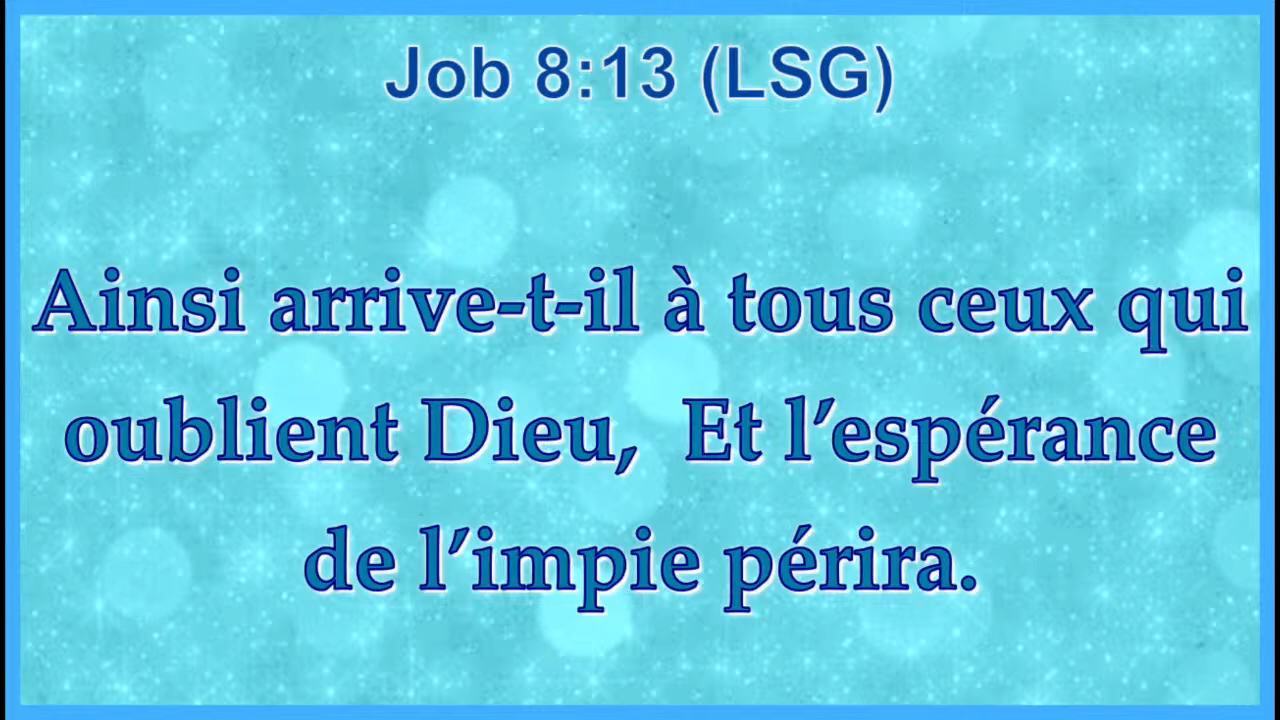 Job 8:13 (LSG)
Ainsi arrive-t-il à tous ceux qui
oublient Dieu,  Et l’espérance
de l’impie périra.